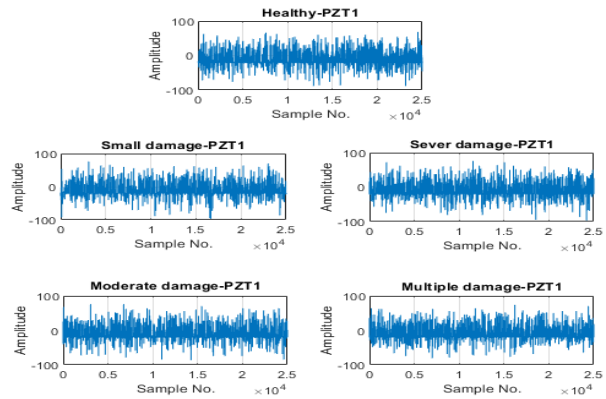 Healthy-PZT1
Amplitude
100
0
-100
0 0.5 1 1.5 2 2.5
Sample No.
×10⁴
Small damage-PZT1
Amplitude
100
0
-100
0 0.5 1 1.5 2 2.5
Sample No.
×10⁴
Sever damage-PZT1
Amplitude
100
0
-100
0 0.5 1 1.5 2 2.5
Sample No.
×10⁴
Moderate damage-PZT1
Amplitude
100
0
-100
0 0.5 1 1.5 2 2.5
Sample No.
×10⁴
Multiple damage-PZT1
Amplitude
100
0
-100
0 0.5 1 1.5 2 2.5
Sample No.
×10⁴